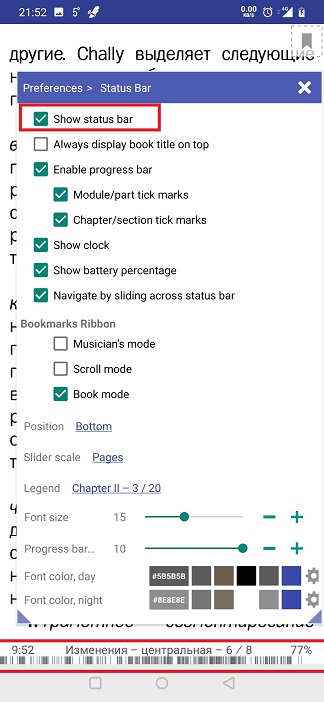 21:52 5° 0.00 KB/S 4G
другие. Chally выделяет следующие
Preferences > Status Bar
Show status bar
Always display book title on top
Enable progress bar
Module/part tick marks
Chapter/section tick marks
Show clock
Show battery percentage
Navigate by sliding across status bar
Bookmarks Ribbon
Musician's mode
Scroll mode
Book mode
Position Bottom
Slider scale Pages
Legend Chapter II – 3 / 20
Font size 15
Progress bar... 10
Font color, day #5B5B5B
Font color, night #8E8E8E
9:52 Изменения – центральная – 6 / 8 77%